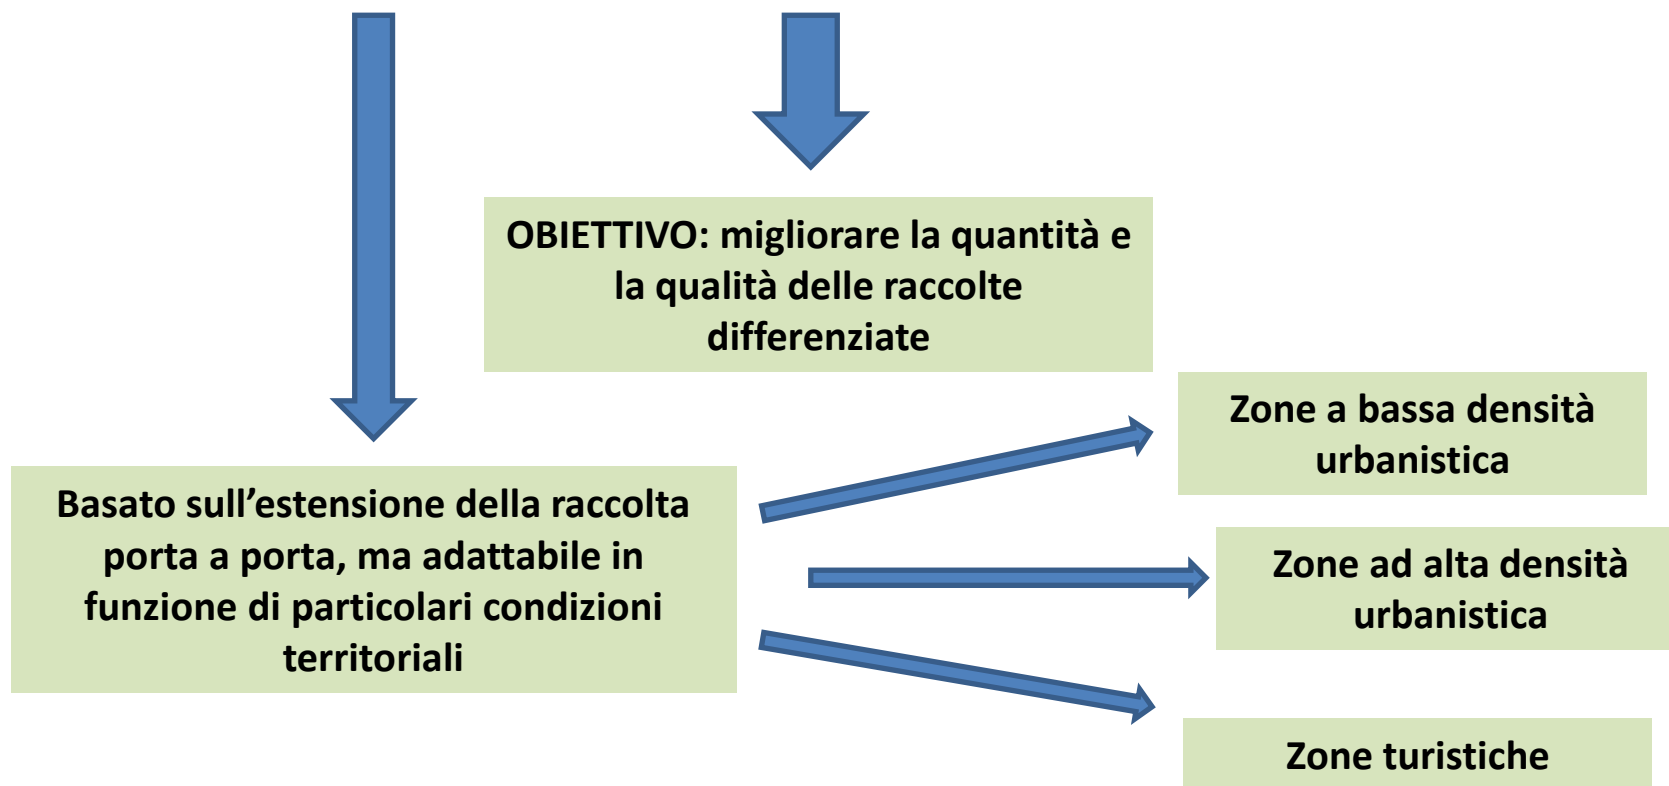 OBIETTIVO: migliorare la quantità e
la qualità delle raccolte
differenziate
Zone a bassa densità
urbanistica
Basato sull’estensione della raccolta
porta a porta, ma adattabile in
funzione di particolari condizioni
territoriali
Zone ad alta densità
urbanistica
Zone turistiche